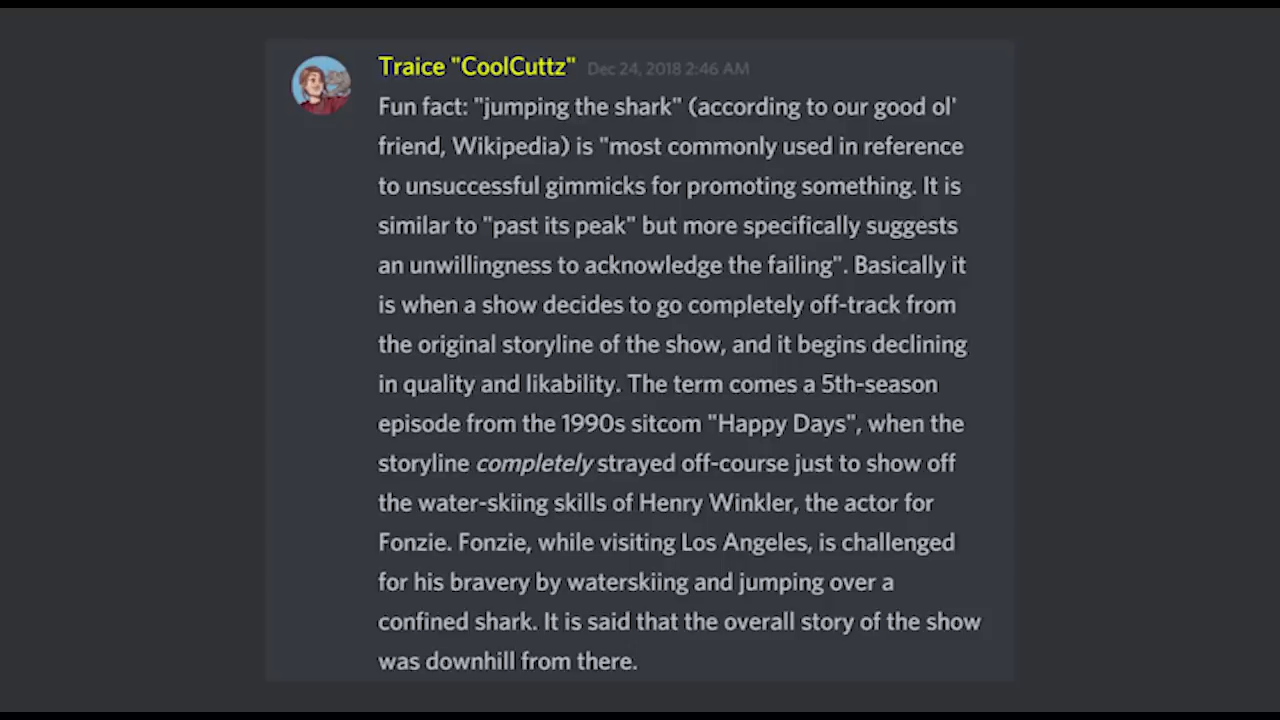 Traice "CoolCuttz" Dec 24, 2018 2:46 AM
Fun fact: "jumping the shark" (according to our good ol'
friend, Wikipedia) is "most commonly used in reference
to unsuccessful gimmicks for promoting something. It is
similar to "past its peak" but more specifically suggests
an unwillingness to acknowledge the failing". Basically it
is when a show decides to go completely off-track from
the original storyline of the show, and it begins declining
in quality and likability. The term comes a 5th-season
episode from the 1990s sitcom "Happy Days", when the
storyline completely strayed off-course just to show off
the water-skiing skills of Henry Winkler, the actor for
Fonzie. Fonzie, while visiting Los Angeles, is challenged
for his bravery by waterskiing and jumping over a
confined shark. It is said that the overall story of the show
was downhill from there.